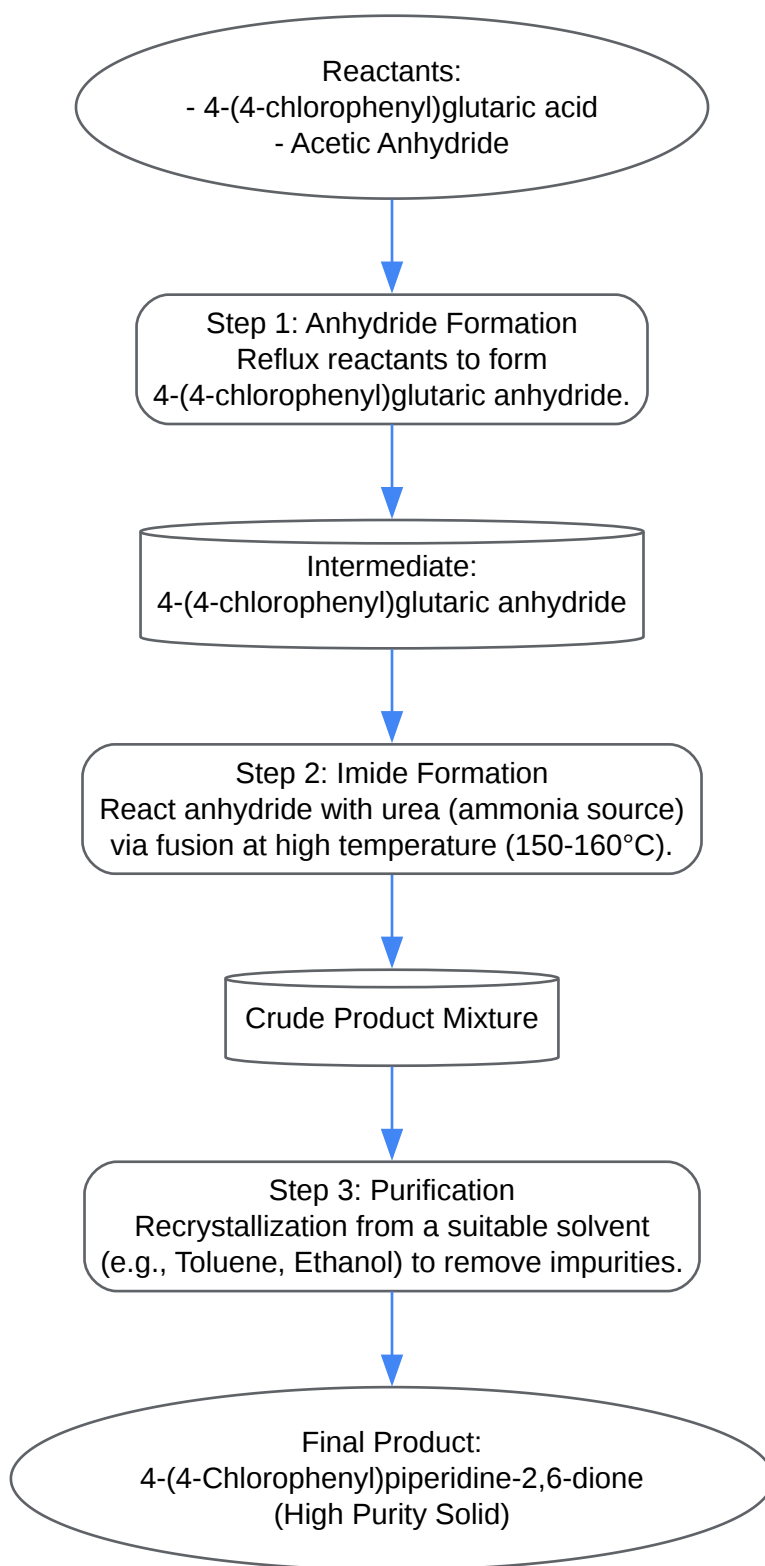 Reactants:
- 4-(4-chlorophenyl)glutaric acid
- Acetic Anhydride
Step 1: Anhydride Formation
Reflux reactants to form
4-(4-chlorophenyl)glutaric anhydride.
Intermediate:
4-(4-chlorophenyl)glutaric anhydride
Step 2: Imide Formation
React anhydride with urea (ammonia source)
via fusion at high temperature (150-160°C).
Crude Product Mixture
Step 3: Purification
Recrystallization from a suitable solvent
(e.g., Toluene, Ethanol) to remove impurities.
Final Product:
4-(4-Chlorophenyl)piperidine-2,6-dione
(High Purity Solid)